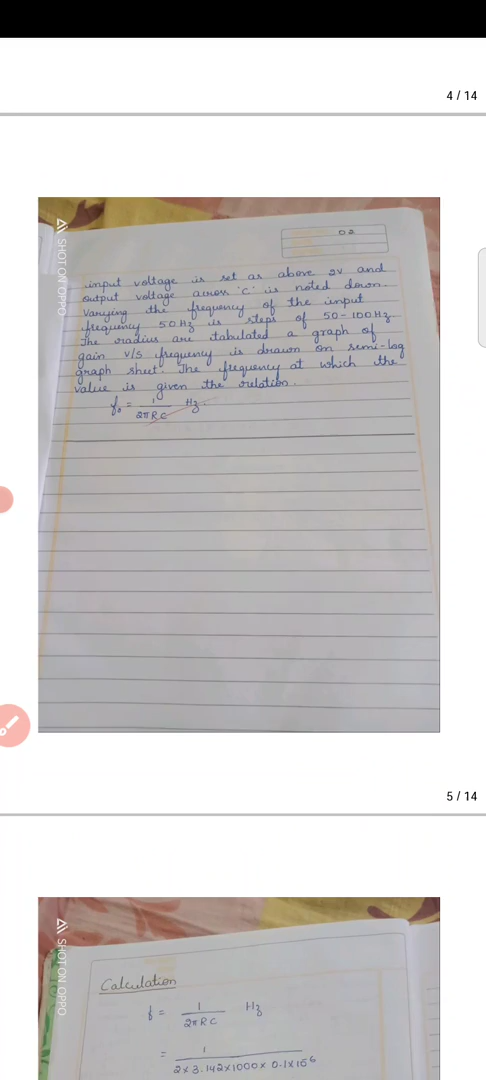 4 / 14
SHOT ON OPPO
02
input voltage is set as above 2v and
output voltage across 'C' is noted down.
Varying the frequency of the input
frequency 50 Hz is steps of 50-100 Hz
The radius are tabulated a graph of
gain v/s frequency is drawn on semi-log
graph sheet. The frequency at which the
value is given the relation.
f₀ = 1/2πRC Hz.
5 / 14
SHOT ON OPPO
Calculation
f = 1/2πRC Hz
= 1/2×3.142×1000×0.1×10⁻⁶